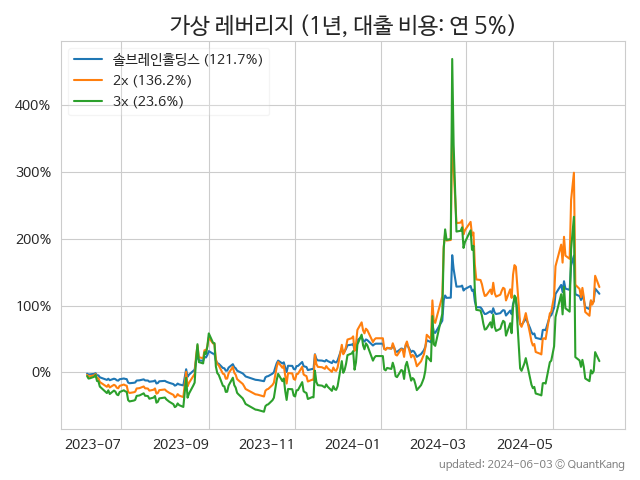 가상 레버리지 (1년, 대출 비용: 연 5%)
솔브레인홀딩스 (121.7%)
2x (136.2%)
3x (23.6%)
400%
300%
200%
100%
0%
2023-07 2023-09 2023-11 2024-01 2024-03 2024-05
updated: 2024-06-03 © QuantKang